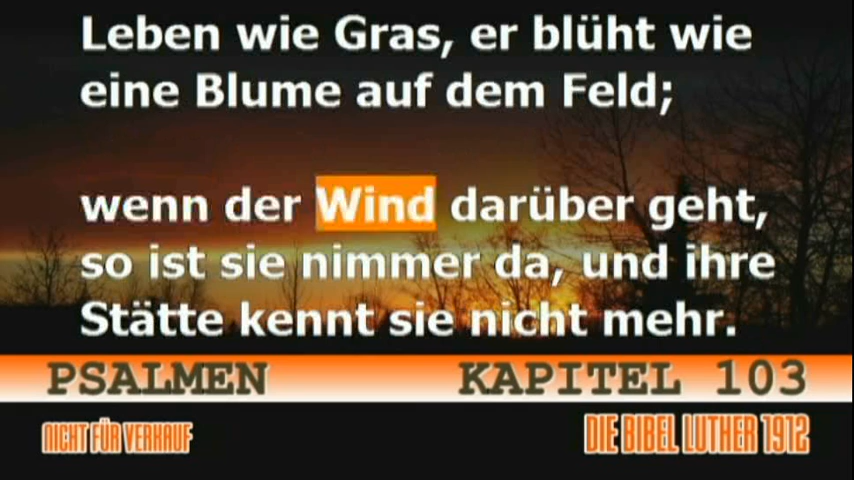 Leben wie Gras, er blüht wie
eine Blume auf dem Feld;
wenn der Wind darüber geht,
so ist sie nimmer da, und ihre
Stätte kennt sie nicht mehr.
PSALMEN KAPITEL 103
NICHT FÜR VERKAUF DIE BIBEL LUTHER 1912